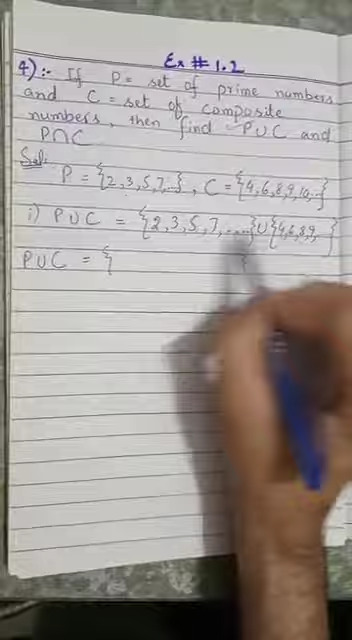 Ex # 1.2
4):- If P = set of prime numbers
and C = set of composite
numbers, then find P∪C and
P∩C
Sol:
P = {2,3,5,7,..}, C = {4,6,8,9,10,..}
i) P∪C = {2,3,5,7,.....}∪{4,6,8,9,..}
P∪C = { }